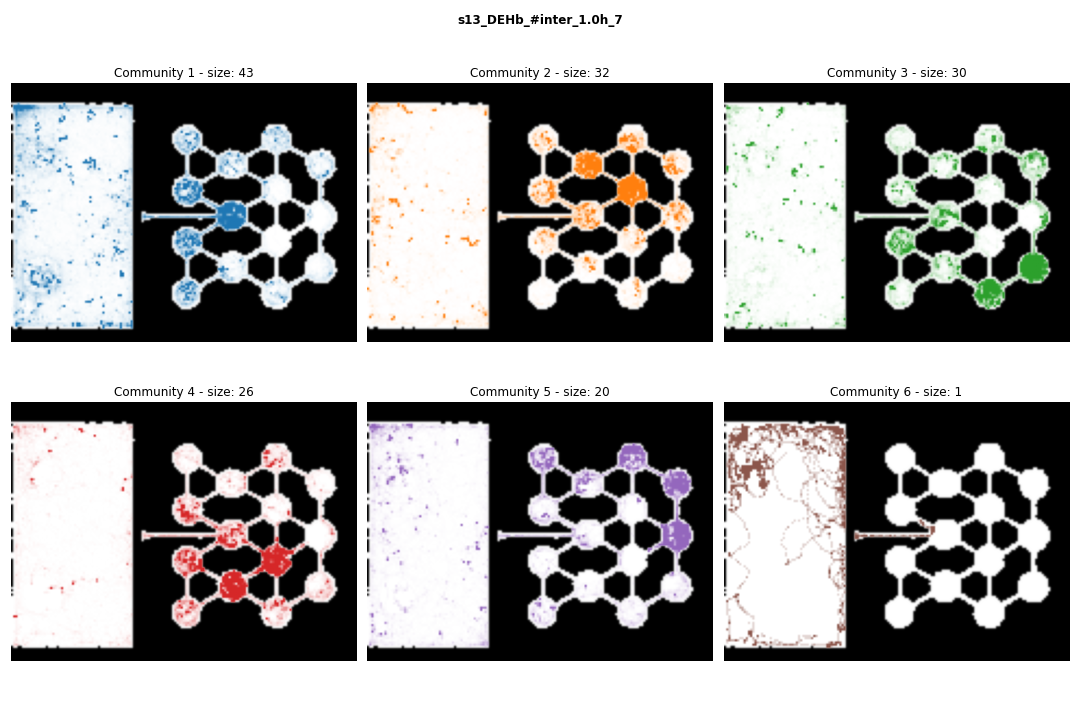 s13_DEHb_#inter_1.0h_7
Community 1 - size: 43
Community 2 - size: 32
Community 3 - size: 30
Community 4 - size: 26
Community 5 - size: 20
Community 6 - size: 1